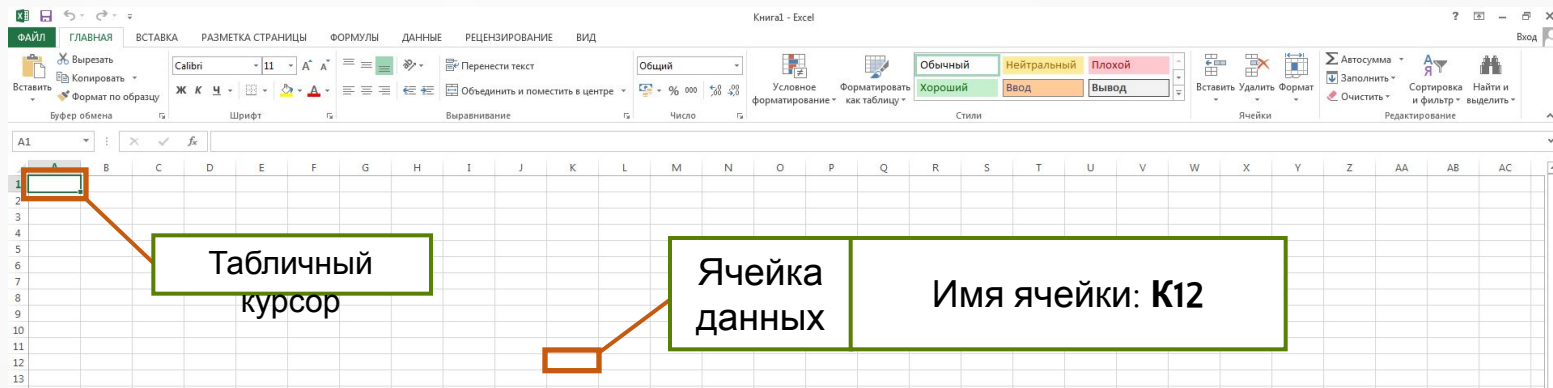 Книга1 - Excel
ФАЙЛ ГЛАВНАЯ ВСТАВКА РАЗМЕТКА СТРАНИЦЫ ФОРМУЛЫ ДАННЫЕ РЕЦЕНЗИРОВАНИЕ ВИД Вход
Вставить
Вырезать
Копировать
Формат по образцу
Буфер обмена
Calibri 11
Ж К Ч
Шрифт
Перенести текст
Объединить и поместить в центре
Выравнивание
Общий
% 000
Число
Условное форматирование
Форматировать как таблицу
Обычный Нейтральный Плохой
Хороший Ввод Вывод
Стили
Вставить Удалить Формат
Ячейки
Автосумма
Заполнить
Очистить
Сортировка и фильтр
Найти и выделить
Редактирование
A1 fx
A B C D E F G H I J K L M N O P Q R S T U V W X Y Z AA AB AC
1
2
3
4
5
6
7
8
9
10
11
12
13
Табличный
курсор
Ячейка
данных
Имя ячейки: К12